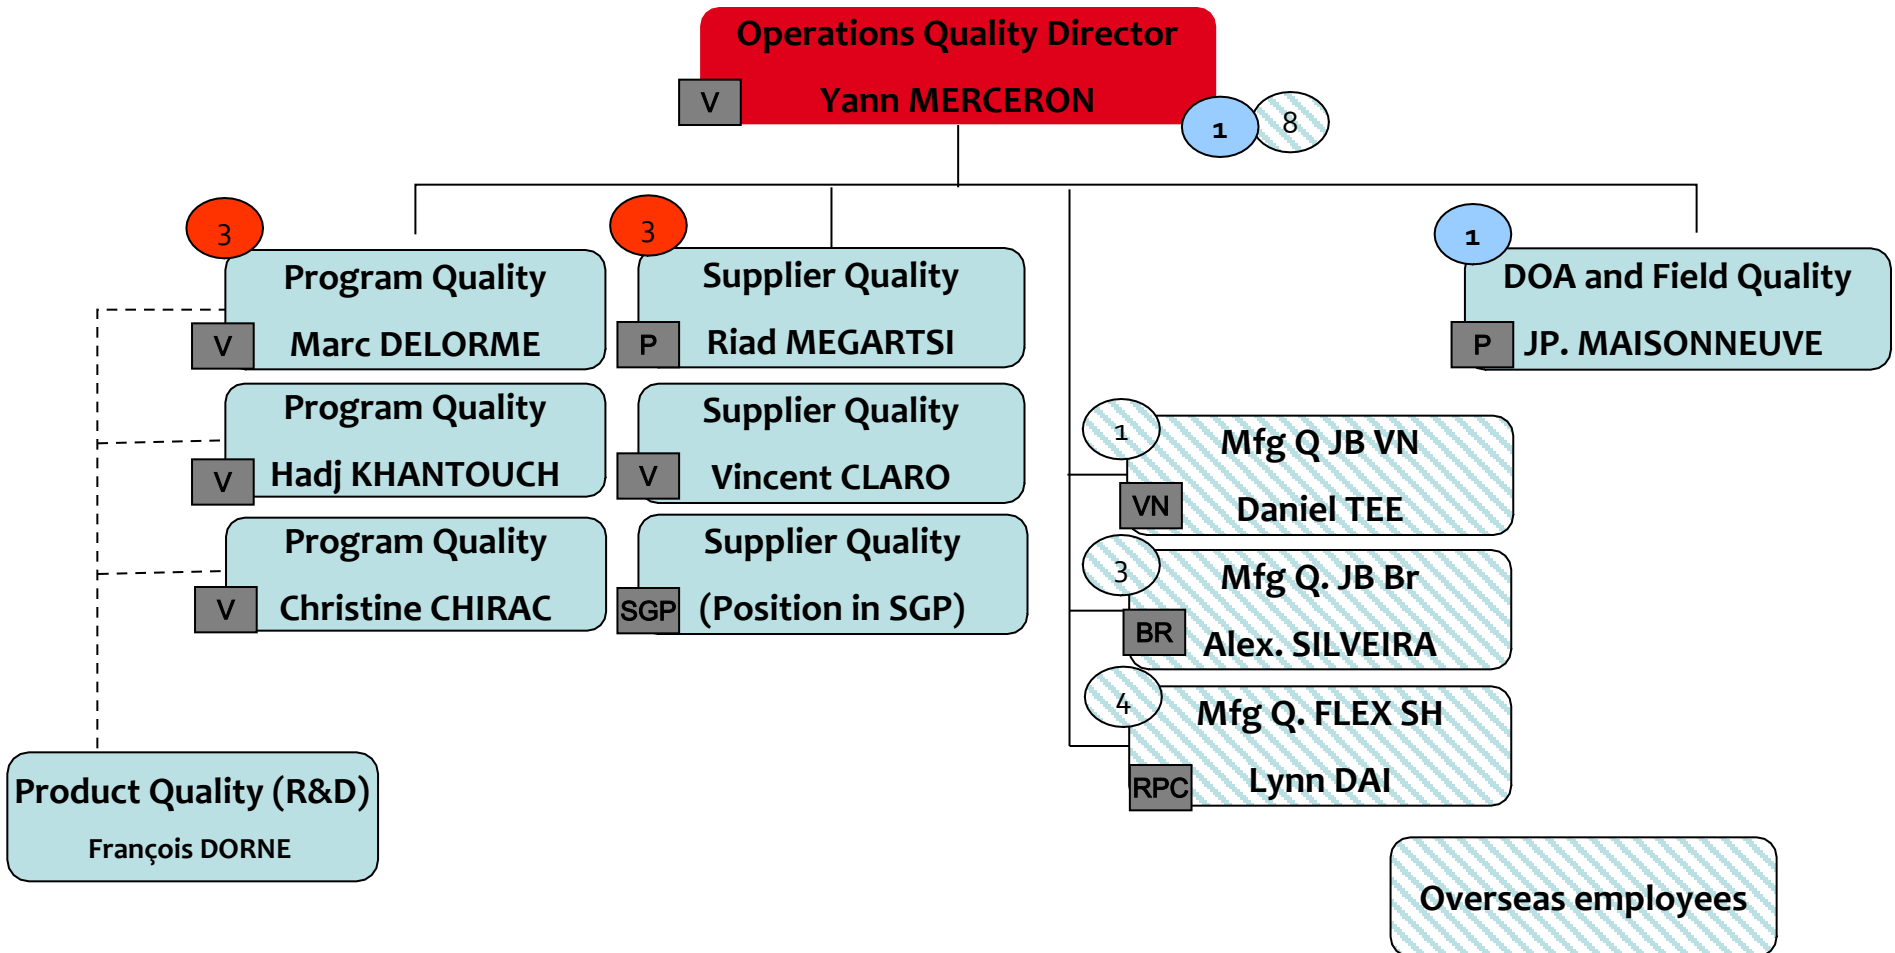 Operations Quality Director
Yann MERCERON
V
1
8
3
Program Quality
Marc DELORME
V
Program Quality
Hadj KHANTOUCH
V
Program Quality
Christine CHIRAC
V
3
Supplier Quality
Riad MEGARTSI
P
Supplier Quality
Vincent CLARO
V
Supplier Quality
(Position in SGP)
SGP
1
DOA and Field Quality
JP. MAISONNEUVE
P
1
Mfg Q JB VN
Daniel TEE
VN
3
Mfg Q. JB Br
Alex. SILVEIRA
BR
4
Mfg Q. FLEX SH
Lynn DAI
RPC
Product Quality (R&D)
François DORNE
Overseas employees